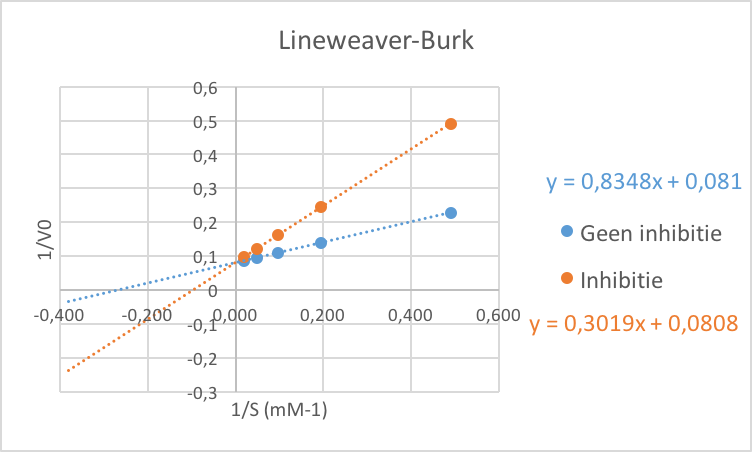 Lineweaver-Burk
0,6
0,5
0,4
0,3
0,2
0,1
0
-0,1
-0,2
-0,3
-0,400
-0,200
0,000
0,200
0,400
0,600
1/V0
1/S (mM-1)
y = 0,8348x + 0,081
Geen inhibitie
Inhibitie
y = 0,3019x + 0,0808